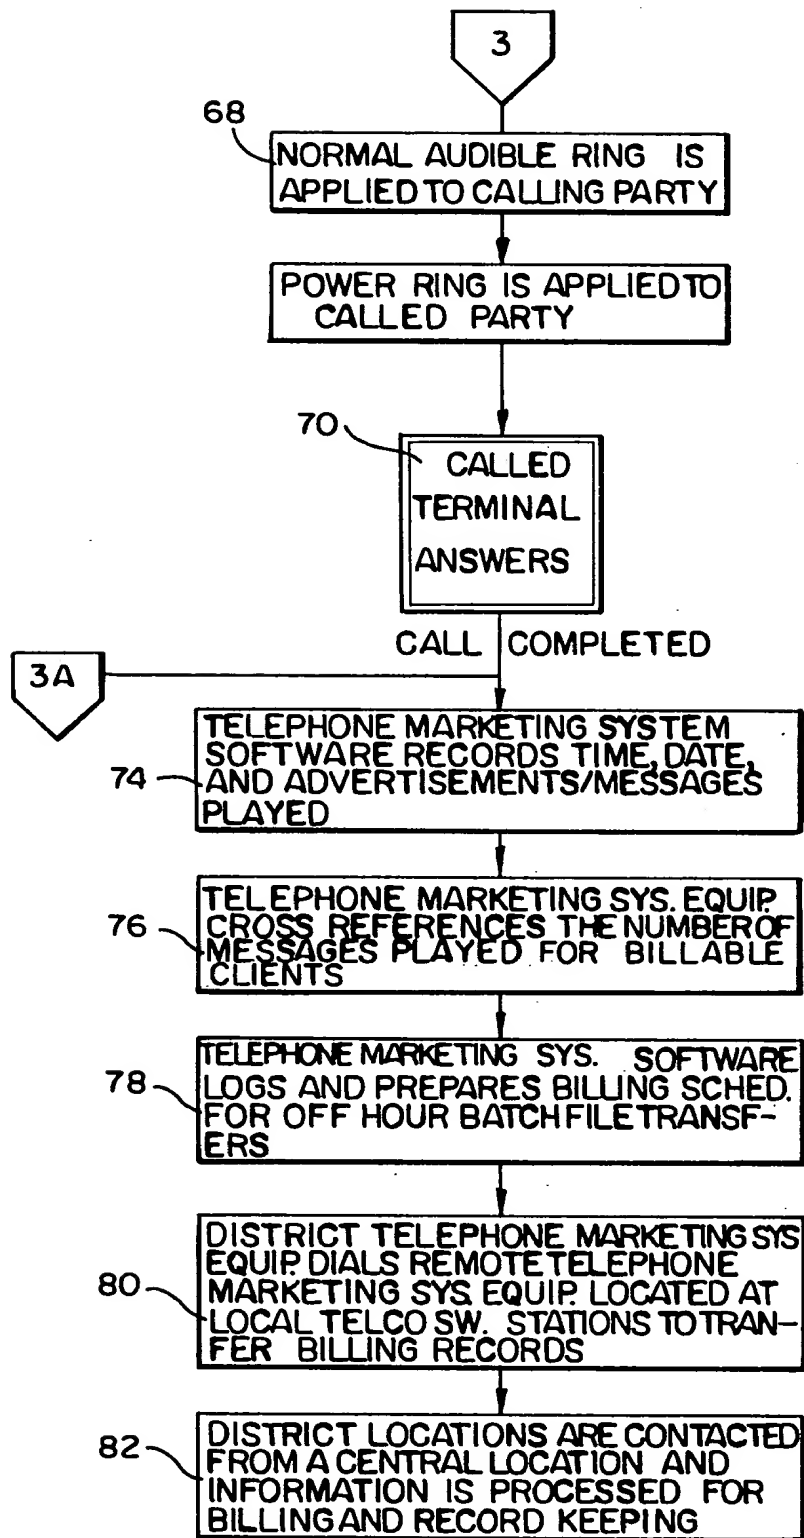 3
68
NORMAL AUDIBLE RING IS
APPLIED TO CALLING PARTY
POWER RING IS APPLIED TO
CALLED PARTY
70
CALLED
TERMINAL
ANSWERS
CALL COMPLETED
3A
TELEPHONE MARKETING SYSTEM
SOFTWARE RECORDS TIME, DATE,
74
AND ADVERTISEMENTS/MESSAGES
PLAYED
TELEPHONE MARKETING SYS. EQUIP.
CROSS REFERENCES THE NUMBER OF
76
MESSAGES PLAYED FOR BILLABLE
CLIENTS
TELEPHONE MARKETING SYS. SOFTWARE
78
LOGS AND PREPARES BILLING SCHED.
FOR OFF HOUR BATCH FILE TRANSF-
ERS
DISTRICT TELEPHONE MARKETING SYS
EQUIP. DIALS REMOTE TELEPHONE
80
MARKETING SYS. EQUIP. LOCATED AT
LOCAL TELCO SW. STATIONS TO TRAN-
FER BILLING RECORDS
DISTRICT LOCATIONS ARE CONTACTED
82
FROM A CENTRAL LOCATION AND
INFORMATION IS PROCESSED FOR
BILLING AND RECORD KEEPING